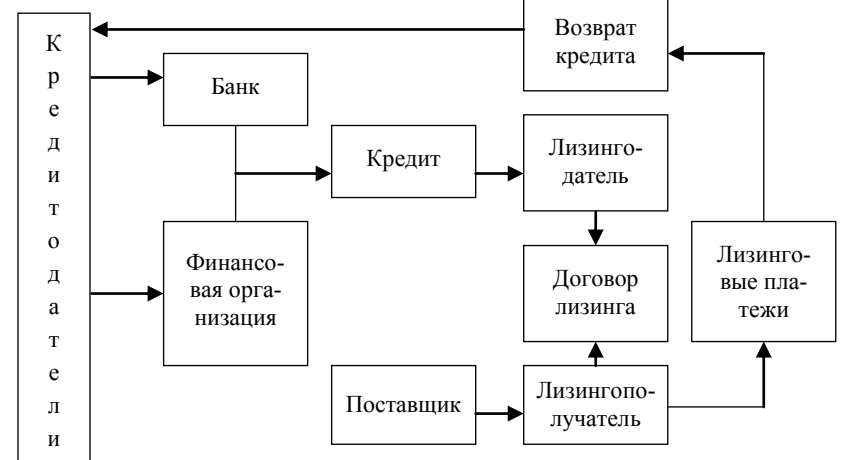 Кредитодатели
Возврат
кредита
Банк
Кредит
Лизинго-
датель
Финансо-
вая орга-
низация
Договор
лизинга
Лизинго-
вые пла-
тежи
Поставщик
Лизингопо-
лучатель